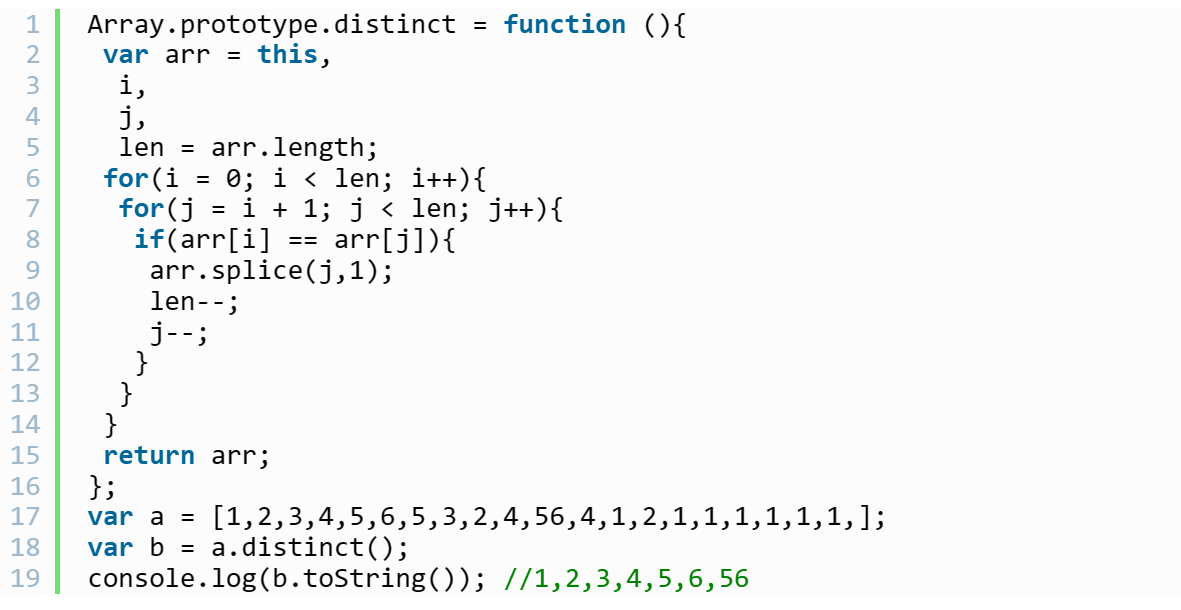 1 Array.prototype.distinct = function (){
2 var arr = this,
3 i,
4 j,
5 len = arr.length;
6 for(i = 0; i < len; i++){
7 for(j = i + 1; j < len; j++){
8 if(arr[i] == arr[j]){
9 arr.splice(j,1);
10 len--;
11 j--;
12 }
13 }
14 }
15 return arr;
16 };
17 var a = [1,2,3,4,5,6,5,3,2,4,56,4,1,2,1,1,1,1,1,1,];
18 var b = a.distinct();
19 console.log(b.toString()); //1,2,3,4,5,6,56